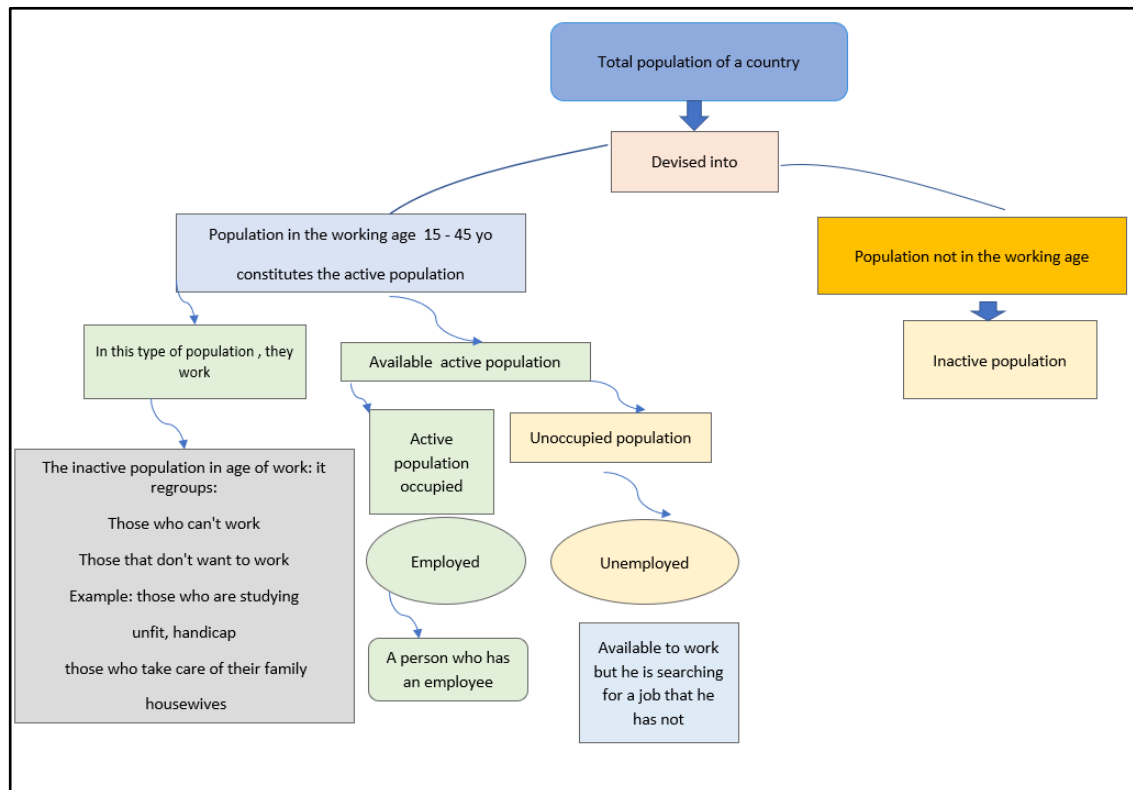 Total population of a country
Devised into
Population in the working age 15 - 45 yo
constitutes the active population
Population not in the working age
In this type of population , they
work
Available active population
Inactive population
Active
population
occupied
Unoccupied population
The inactive population in age of work: it
regroups:
Those who can't work
Those that don't want to work
Example: those who are studying
unfit, handicap
those who take care of their family
housewives
Employed
Unemployed
A person who has
an employee
Available to work
but he is searching
for a job that he
has not